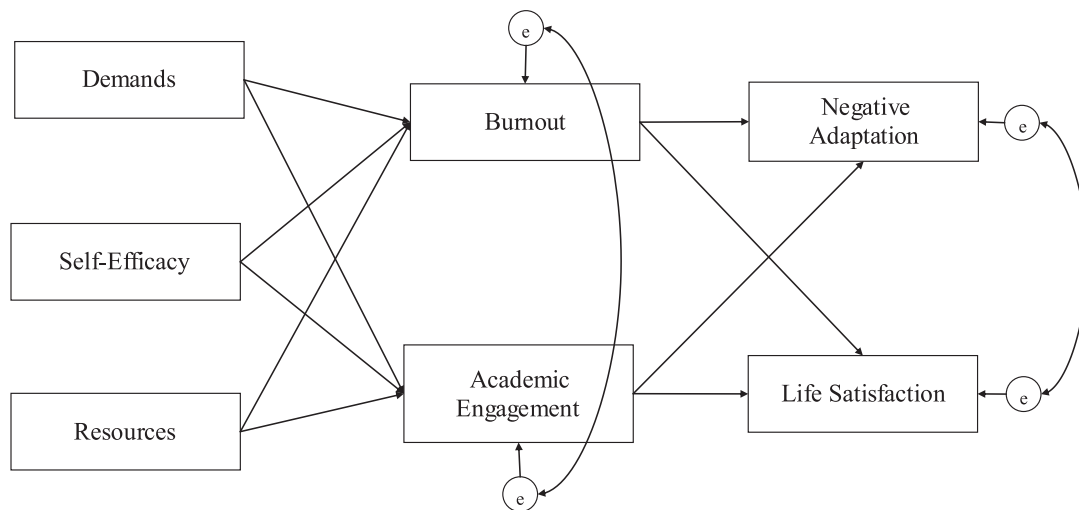 e
Demands
Burnout
Negative
Adaptation
e
Self-Efficacy
Resources
Academic
Engagement
Life Satisfaction
e
e